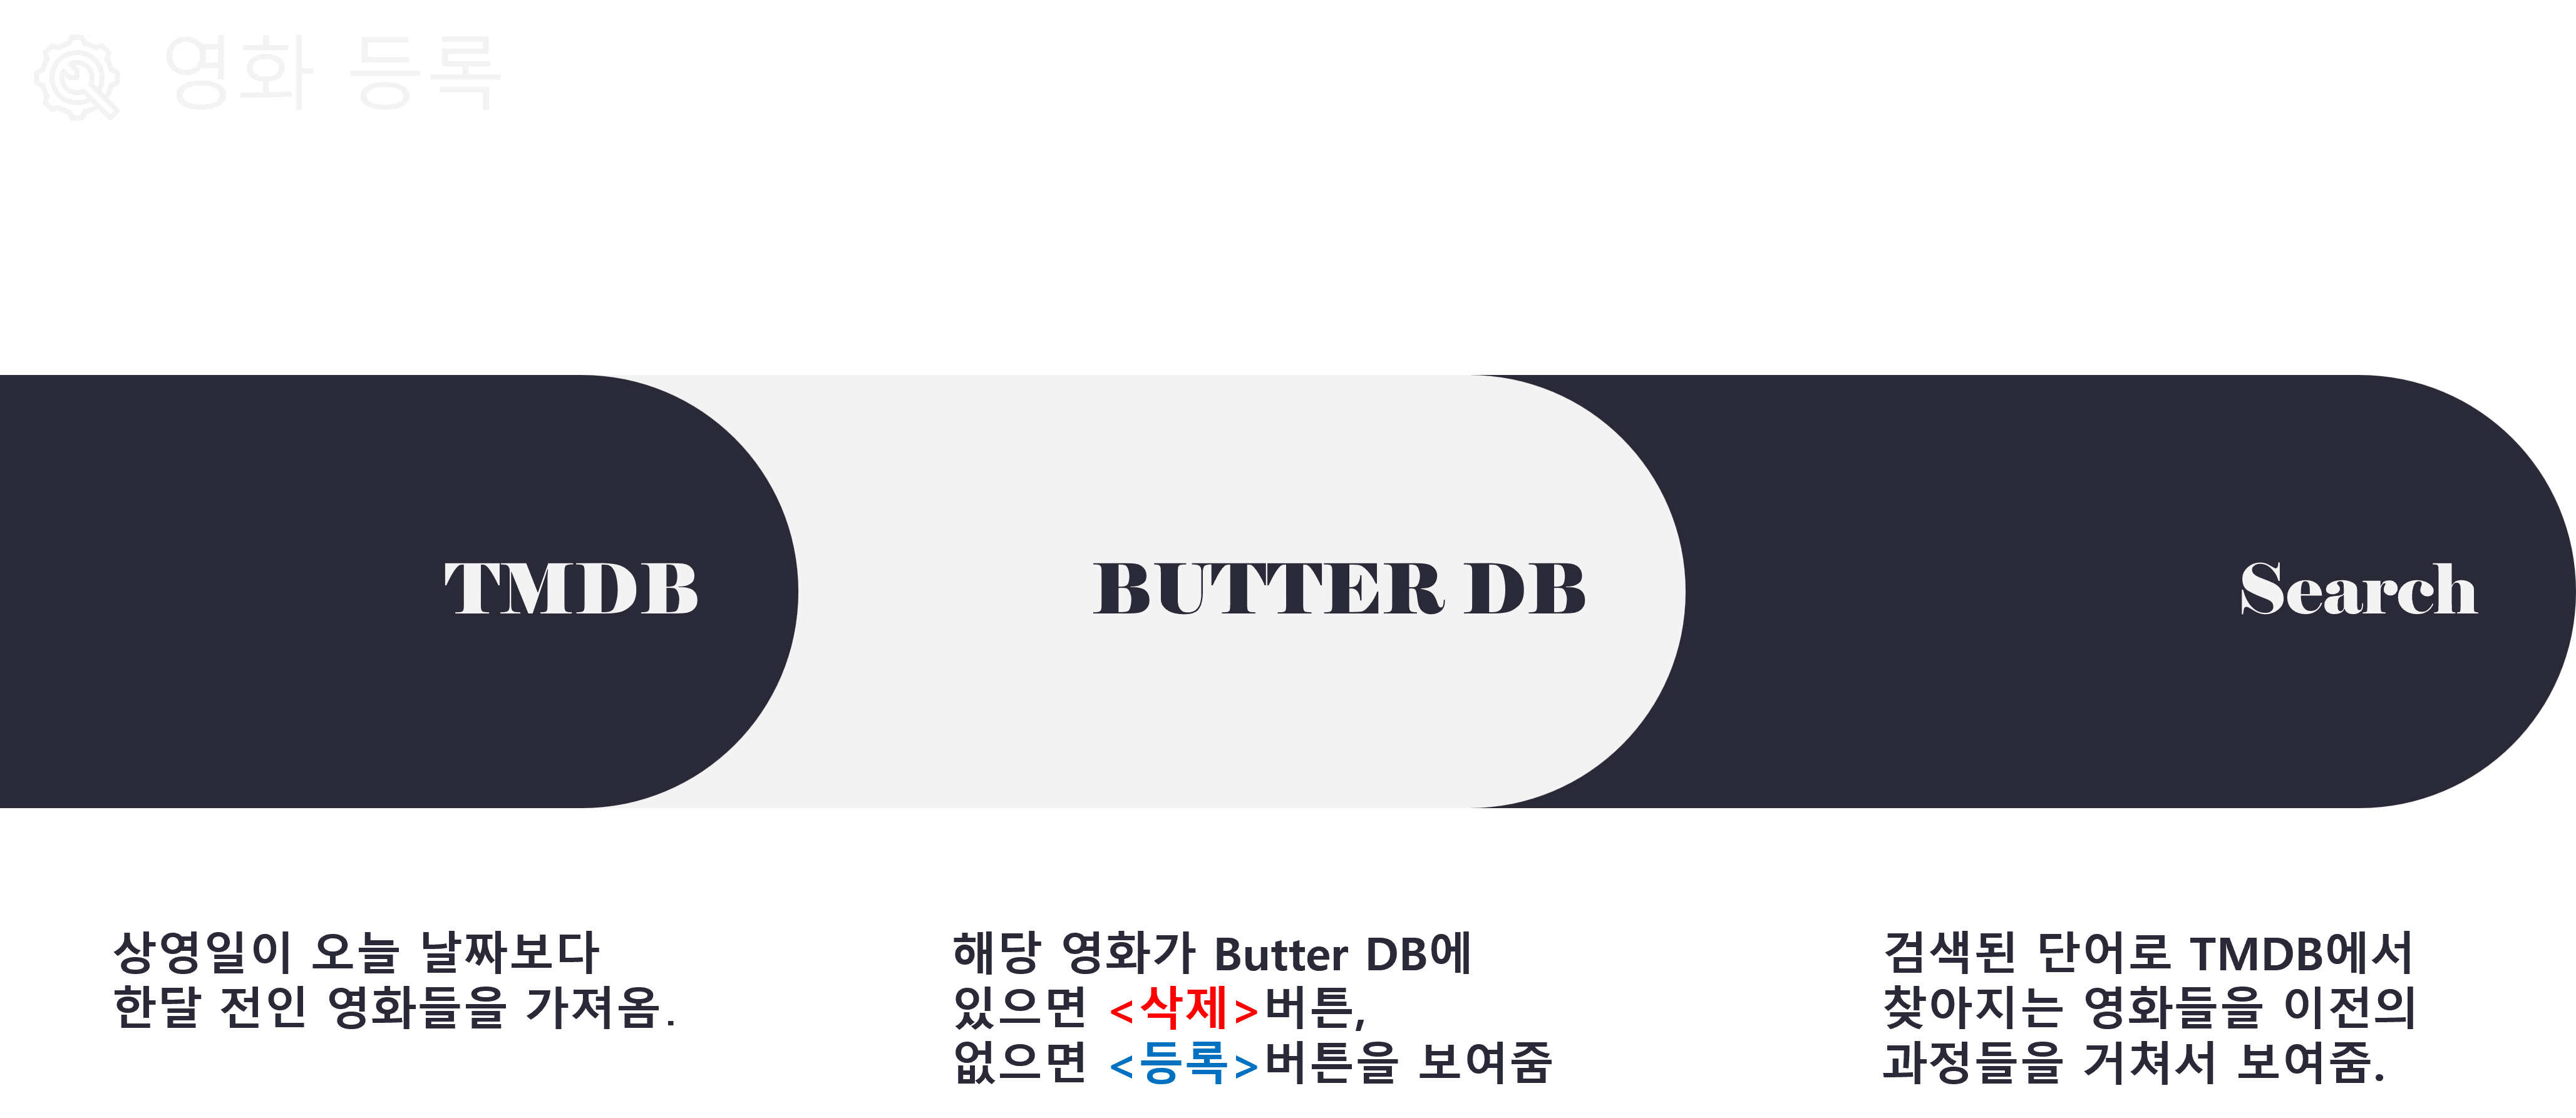 영화 등록
TMDB
BUTTER DB
Search
상영일이 오늘 날짜보다
한달 전인 영화들을 가져옴.
해당 영화가 Butter DB에
있으면 <삭제>버튼,
없으면 <등록>버튼을 보여줌
검색된 단어로 TMDB에서
찾아지는 영화들을 이전의
과정들을 거쳐서 보여줌.